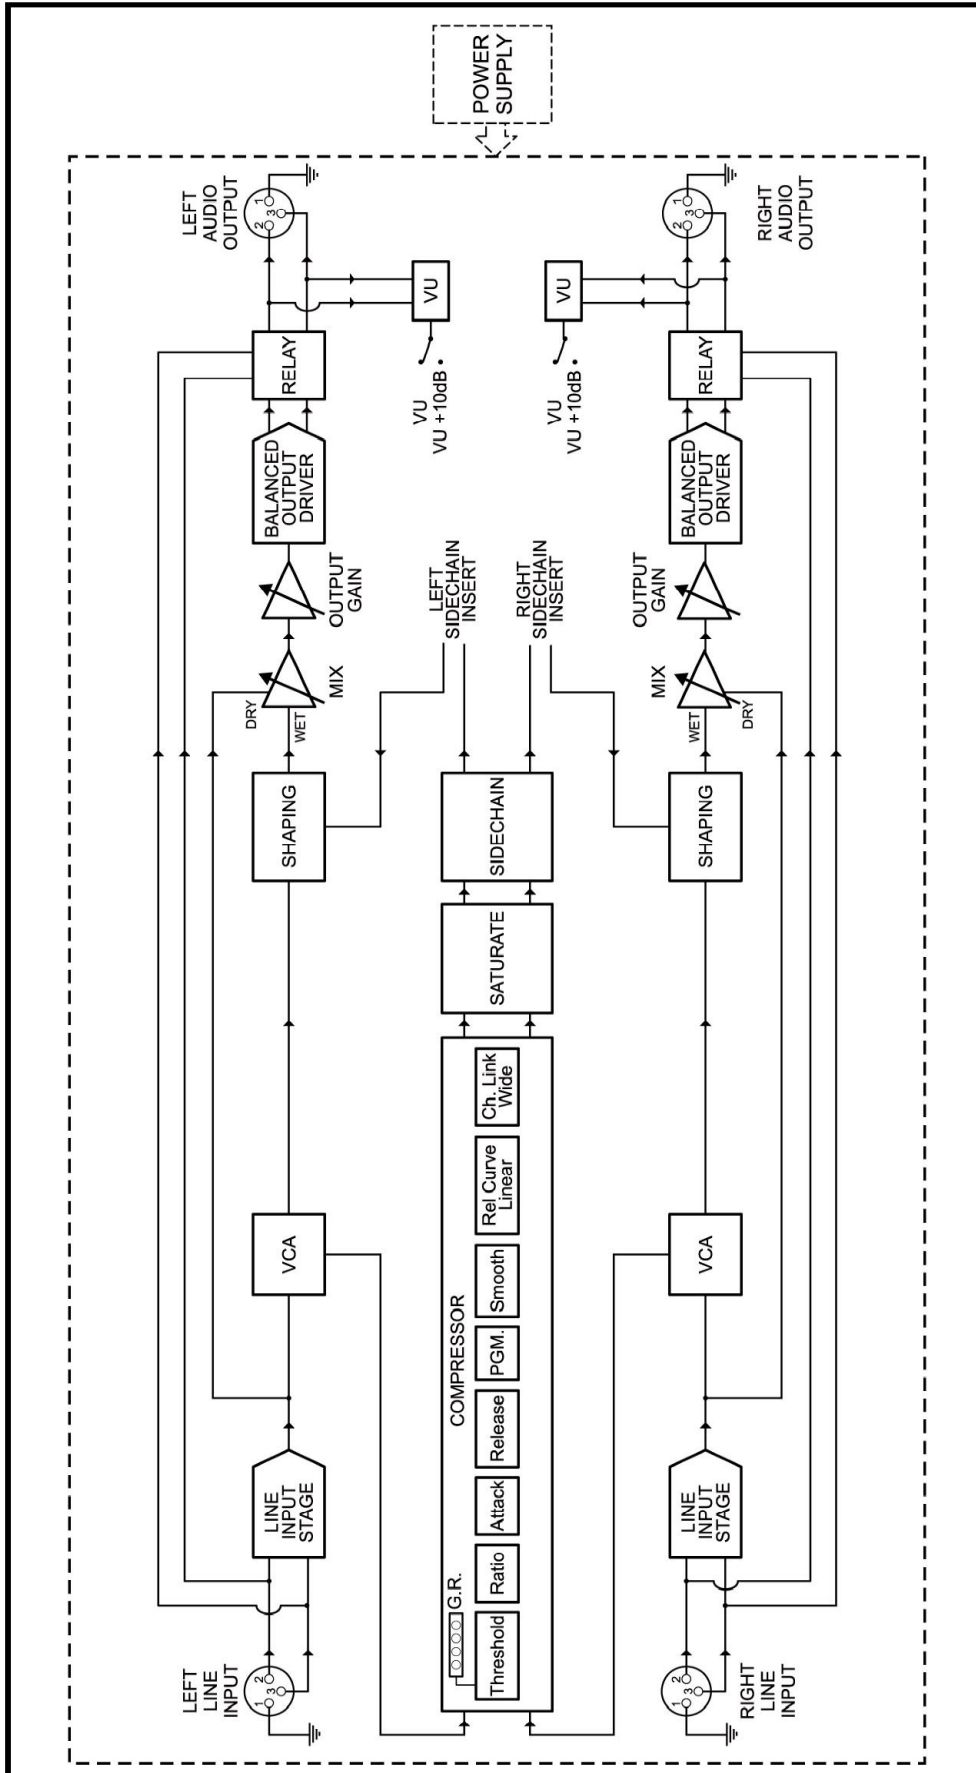 POWER
SUPPLY
LEFT
LINE
INPUT
1
2
3
LINE
INPUT
STAGE
VCA
SHAPING
DRY
WET
MIX
OUTPUT
GAIN
BALANCED
OUTPUT
DRIVER
RELAY
LEFT
AUDIO
OUTPUT
2
3
1
VU
VU
VU +10dB
COMPRESSOR
G.R.
Threshold
Ratio
Attack
Release
PGM.
Smooth
Rel Curve
Linear
Ch. Link
Wide
SATURATE
SIDECHAIN
LEFT
SIDECHAIN
INSERT
RIGHT
SIDECHAIN
INSERT
VU
VU
VU +10dB
RIGHT
LINE
INPUT
1
2
3
LINE
INPUT
STAGE
VCA
SHAPING
WET
DRY
MIX
OUTPUT
GAIN
BALANCED
OUTPUT
DRIVER
RELAY
RIGHT
AUDIO
OUTPUT
2
3
1